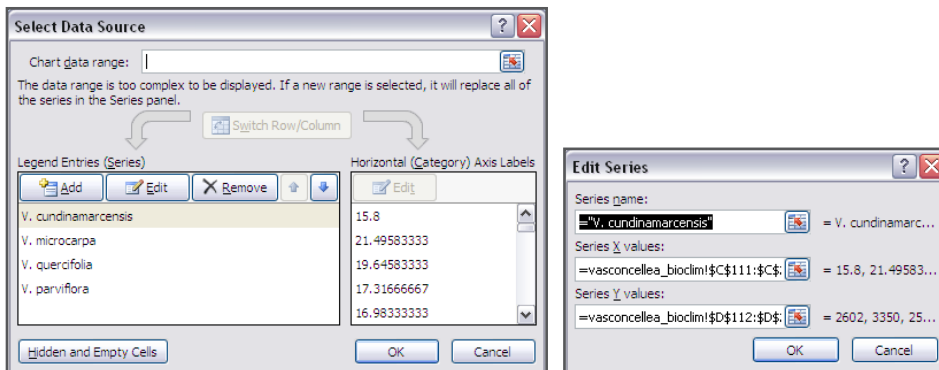 Select Data Source
Chart data range:
The data range is too complex to be displayed. If a new range is selected, it will replace all of
the series in the Series panel.
Switch Row/Column
Legend Entries (Series)
Add Edit Remove
V. cundinamarcensis
V. microcarpa
V. quercifolia
V. parviflora
Horizontal (Category) Axis Labels
Edit
15.8
21.49583333
19.64583333
17.31666667
16.98333333
Hidden and Empty Cells
OK Cancel
Edit Series
Series name:
="V. cundinamarcensis" = V. cundinamarc...
Series X values:
=vasconcellea_bioclim!$C$111:$C$ = 15.8, 21.49583...
Series Y values:
=vasconcellea_bioclim!$D$112:$D$ = 2602, 3350, 25...
OK Cancel